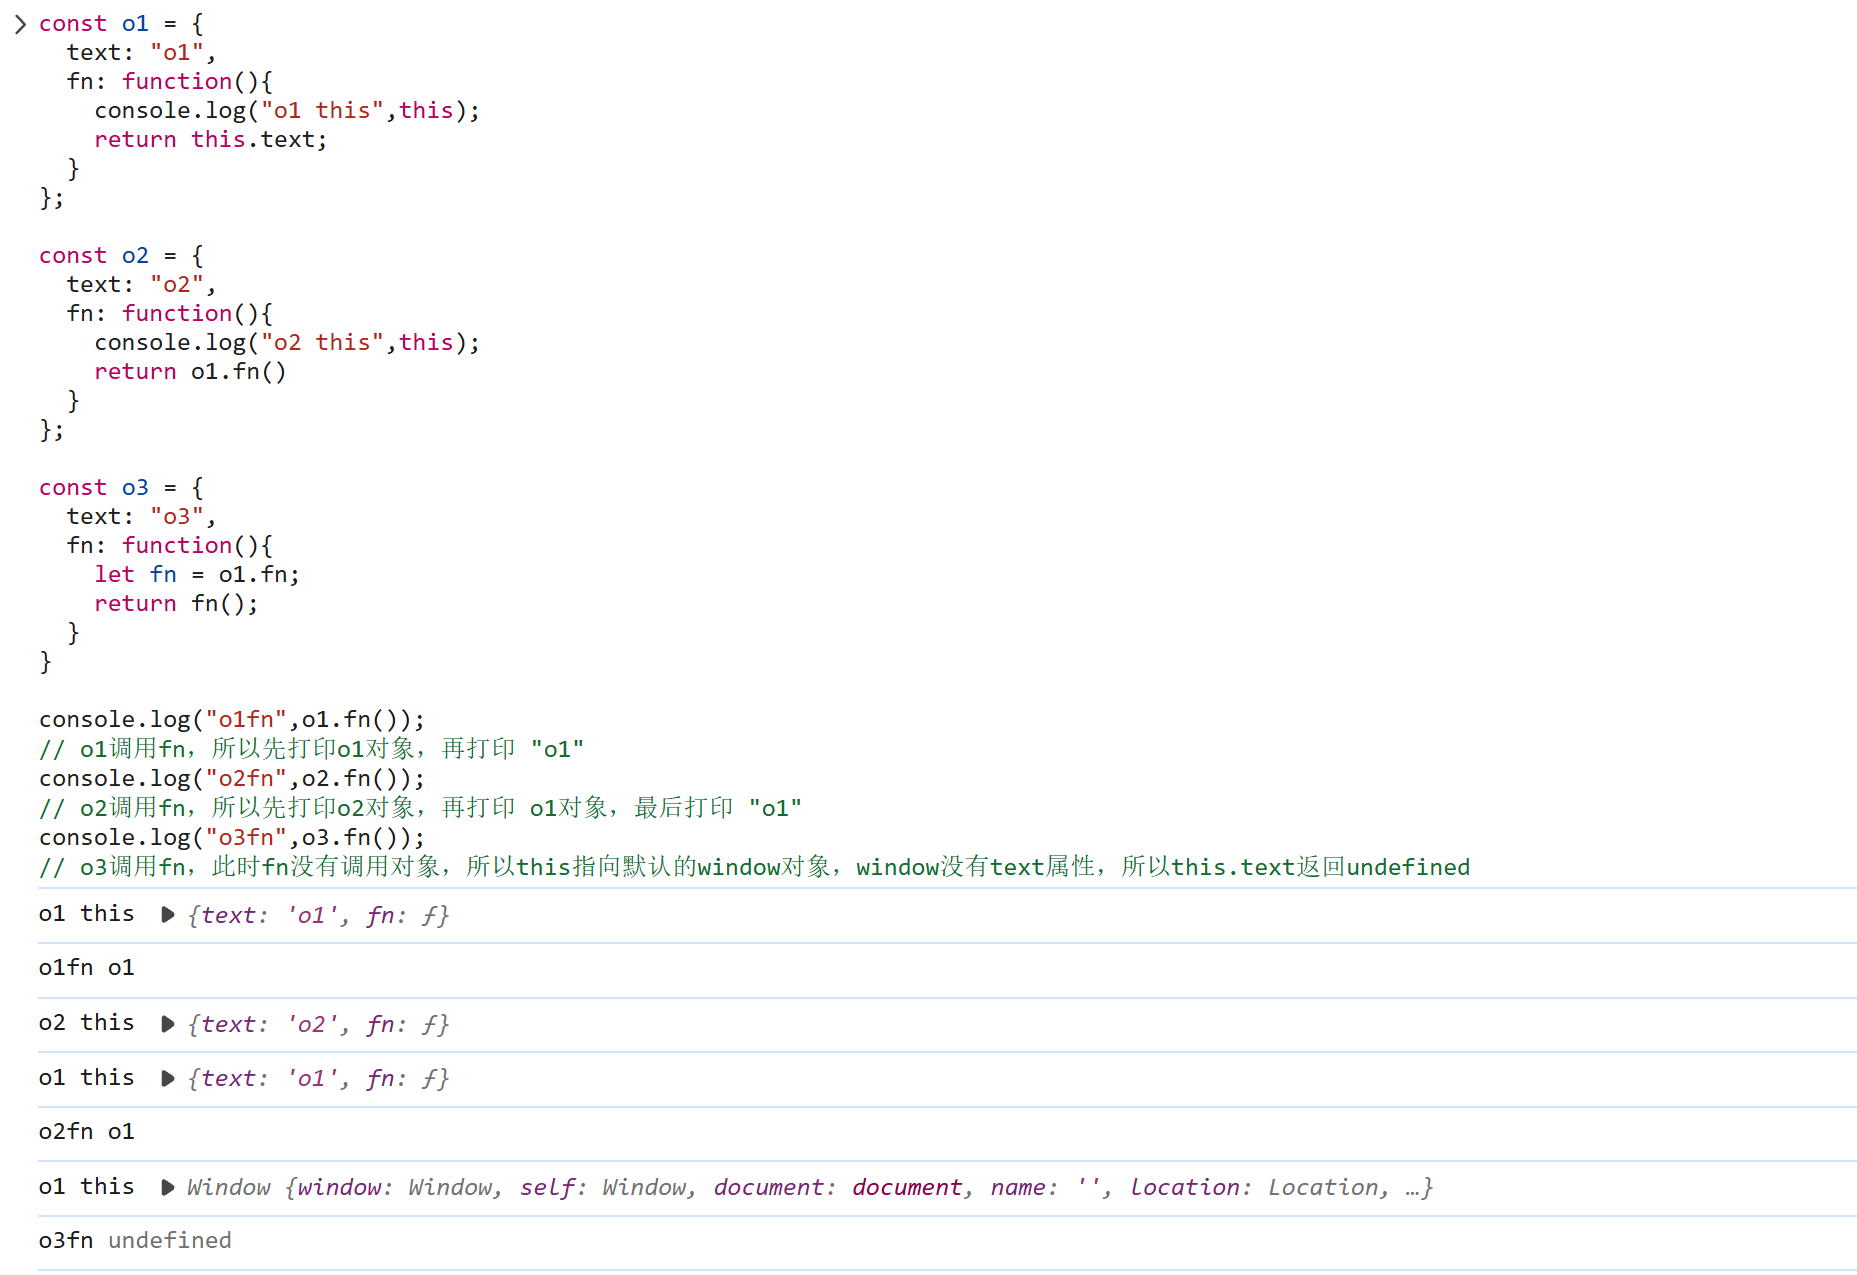 const o1 = {
  text: "o1",
  fn: function(){
    console.log("o1 this",this);
    return this.text;
  }
};

const o2 = {
  text: "o2",
  fn: function(){
    console.log("o2 this",this);
    return o1.fn()
  }
};

const o3 = {
  text: "o3",
  fn: function(){
    let fn = o1.fn;
    return fn();
  }
}

console.log("o1fn",o1.fn());
// o1调用fn，所以先打印o1对象，再打印 "o1"
console.log("o2fn",o2.fn());
// o2调用fn，所以先打印o2对象，再打印 o1对象，最后打印 "o1"
console.log("o3fn",o3.fn());
// o3调用fn，此时fn没有调用对象，所以this指向默认的window对象，window没有text属性，所以this.text返回undefined
o1 this ▶ {text: 'o1', fn: ƒ}
o1fn o1
o2 this ▶ {text: 'o2', fn: ƒ}
o1 this ▶ {text: 'o1', fn: ƒ}
o2fn o1
o1 this ▶ Window {window: Window, self: Window, document: document, name: '', location: Location, …}
o3fn undefined